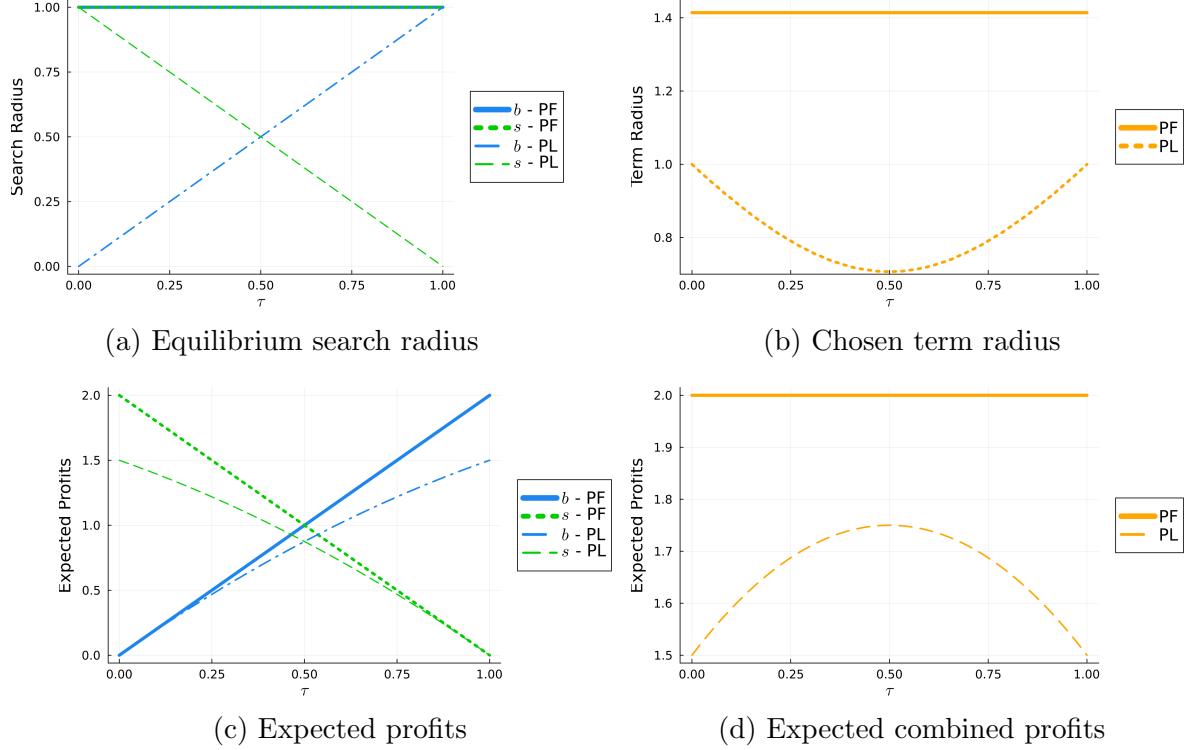 1.00
0.75
0.50
0.25
0.00
Search Radius
0.00 0.25 0.50 0.75 1.00
τ
b - PF
s - PF
b - PL
s - PL
(a) Equilibrium search radius
1.4
1.2
1.0
0.8
Term Radius
0.00 0.25 0.50 0.75 1.00
τ
PF
PL
(b) Chosen term radius
2.0
1.5
1.0
0.5
0.0
Expected Profits
0.00 0.25 0.50 0.75 1.00
τ
b - PF
s - PF
b - PL
s - PL
(c) Expected profits
2.0
1.9
1.8
1.7
1.6
1.5
Expected Profits
0.00 0.25 0.50 0.75 1.00
τ
PF
PL
(d) Expected combined profits